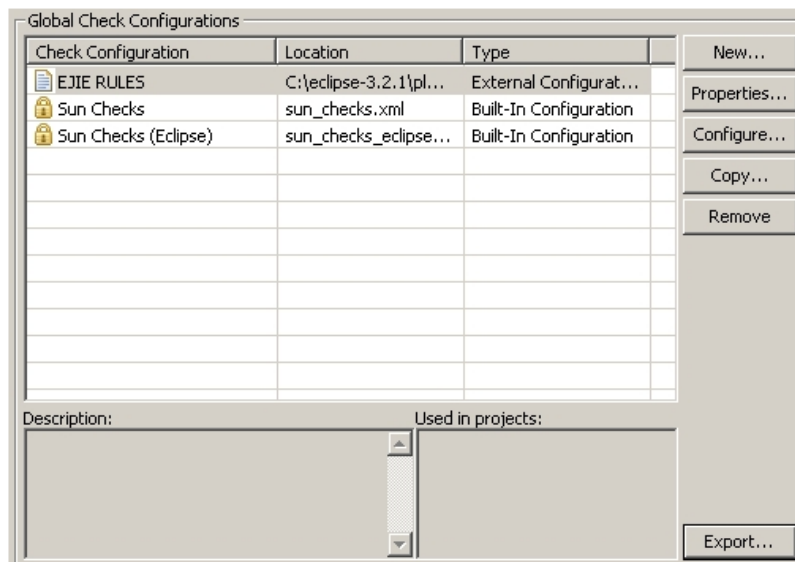 Global Check Configurations
Check Configuration Location Type
EJIE RULES C:\eclipse-3.2.1\pl... External Configurat...
Sun Checks sun_checks.xml Built-In Configuration
Sun Checks (Eclipse) sun_checks_eclipse... Built-In Configuration
New...
Properties...
Configure...
Copy...
Remove
Description: Used in projects:
Export...